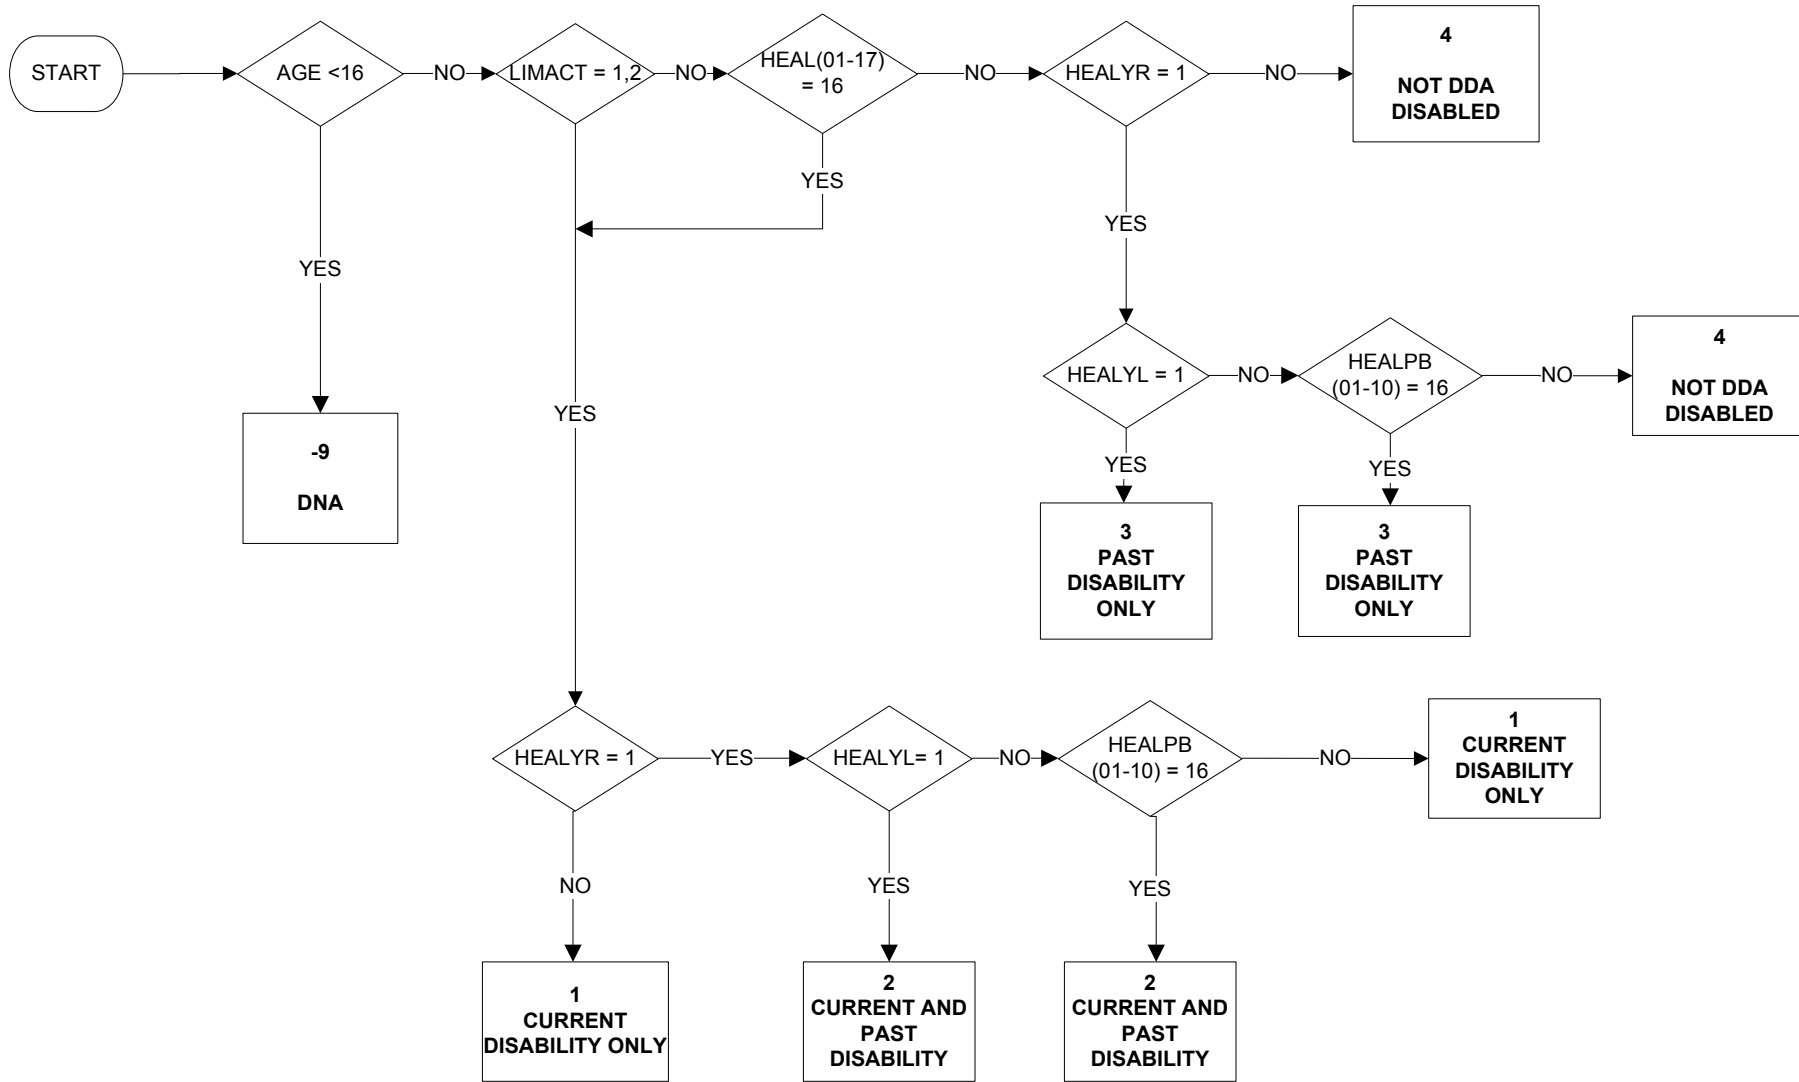 START
AGE <16
NO
LIMACT = 1,2
NO
HEAL(01-17)
= 16
NO
HEALYR = 1
NO
4
NOT DDA
DISABLED
YES
YES
YES
YES
HEALYL = 1
NO
HEALPB
(01-10) = 16
NO
4
NOT DDA
DISABLED
YES
YES
-9
DNA
3
PAST
DISABILITY
ONLY
3
PAST
DISABILITY
ONLY
HEALYR = 1
YES
HEALYL= 1
NO
HEALPB
(01-10) = 16
NO
1
CURRENT
DISABILITY
ONLY
NO
YES
YES
1
CURRENT
DISABILITY ONLY
2
CURRENT AND
PAST
DISABILITY
2
CURRENT AND
PAST
DISABILITY